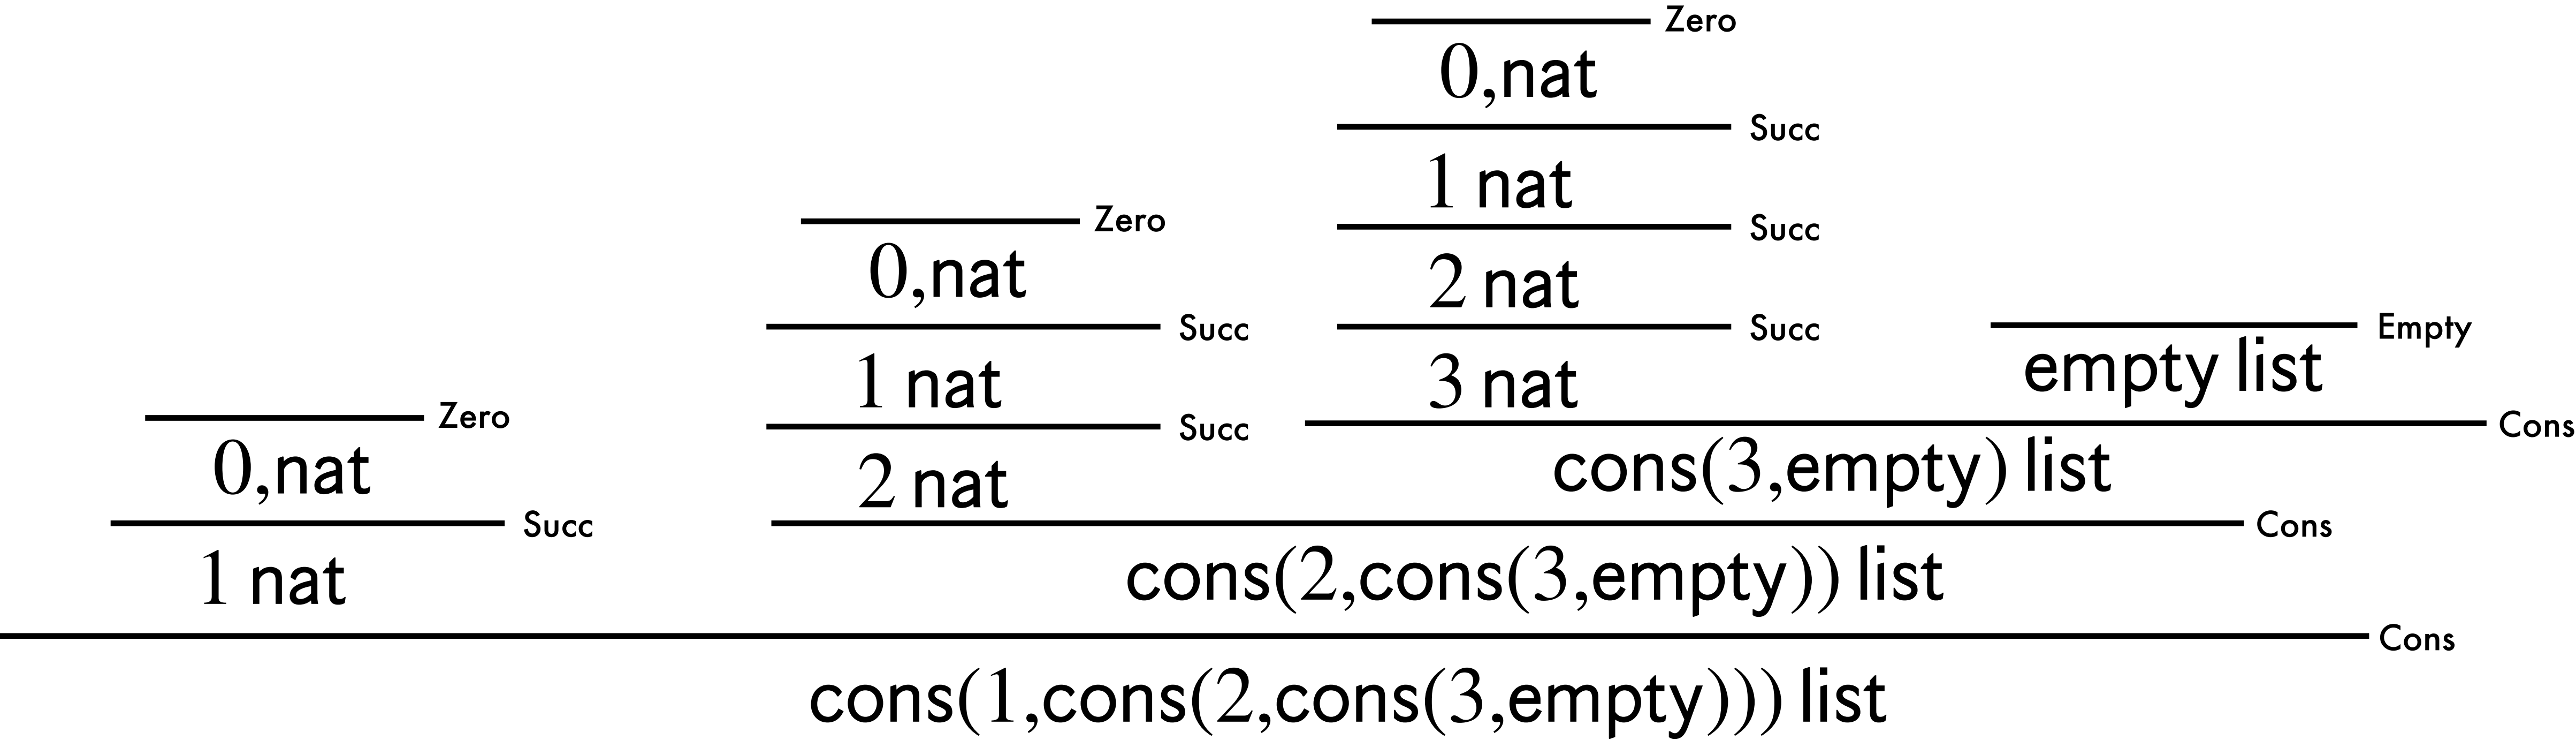 Zero
0,nat
Succ
1 nat
Zero
Succ
0,nat
2 nat
Succ
Succ
Empty
1 nat
3 nat
empty list
Zero
Succ
Cons
0,nat
2 nat
cons(3,empty) list
Succ
Cons
1 nat
cons(2,cons(3,empty)) list
Cons
cons(1,cons(2,cons(3,empty))) list